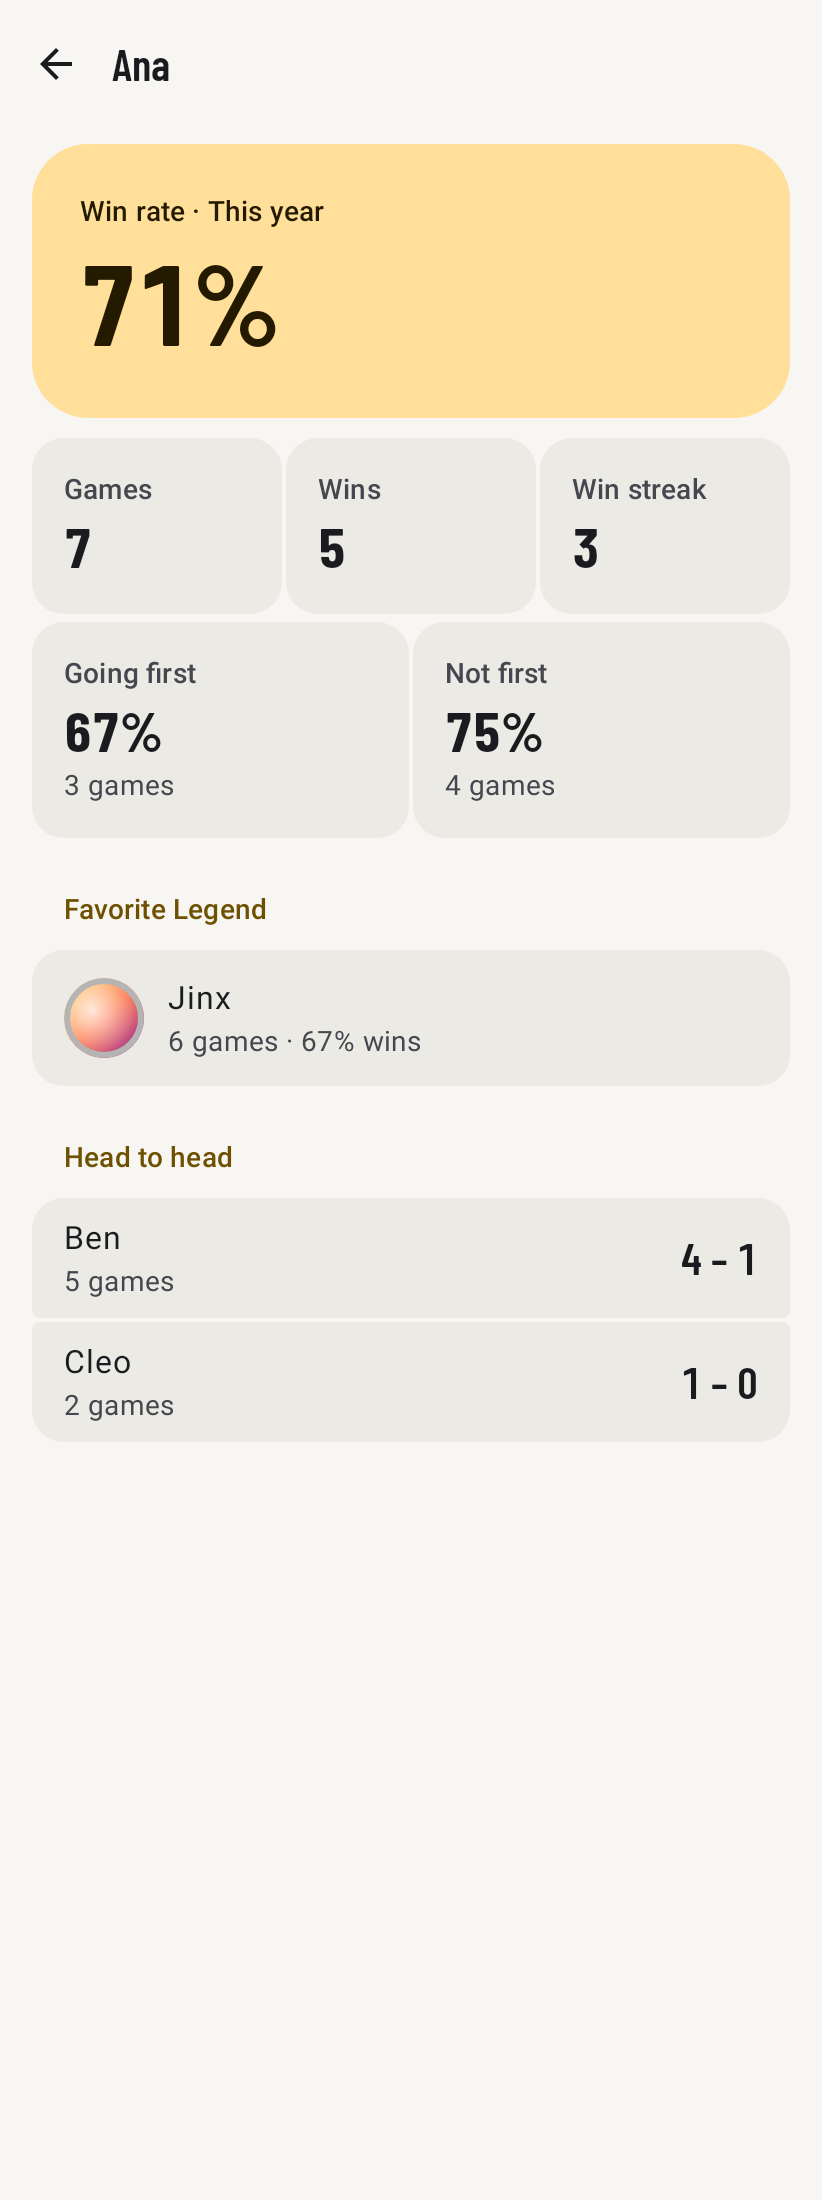 Ana
Win rate · This year
71%
Games
7
Wins
5
Win streak
3
Going first
67%
3 games
Not first
75%
4 games
Favorite Legend
Jinx
6 games · 67% wins
Head to head
Ben
5 games
4 – 1
Cleo
2 games
1 – 0